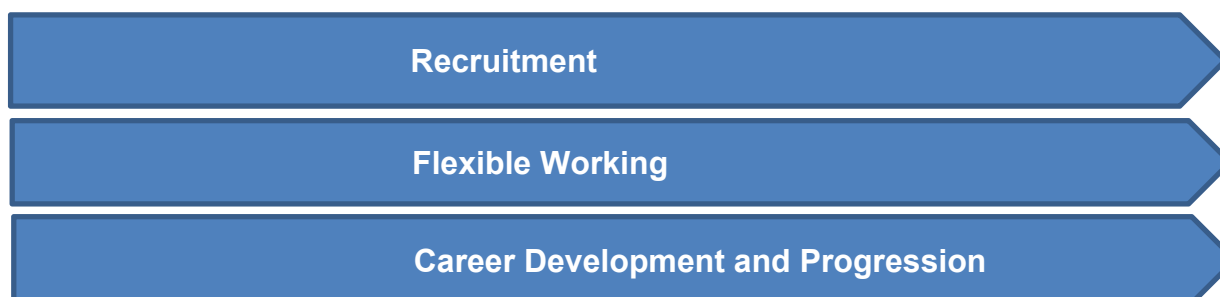 Recruitment
Flexible Working
Career Development and Progression